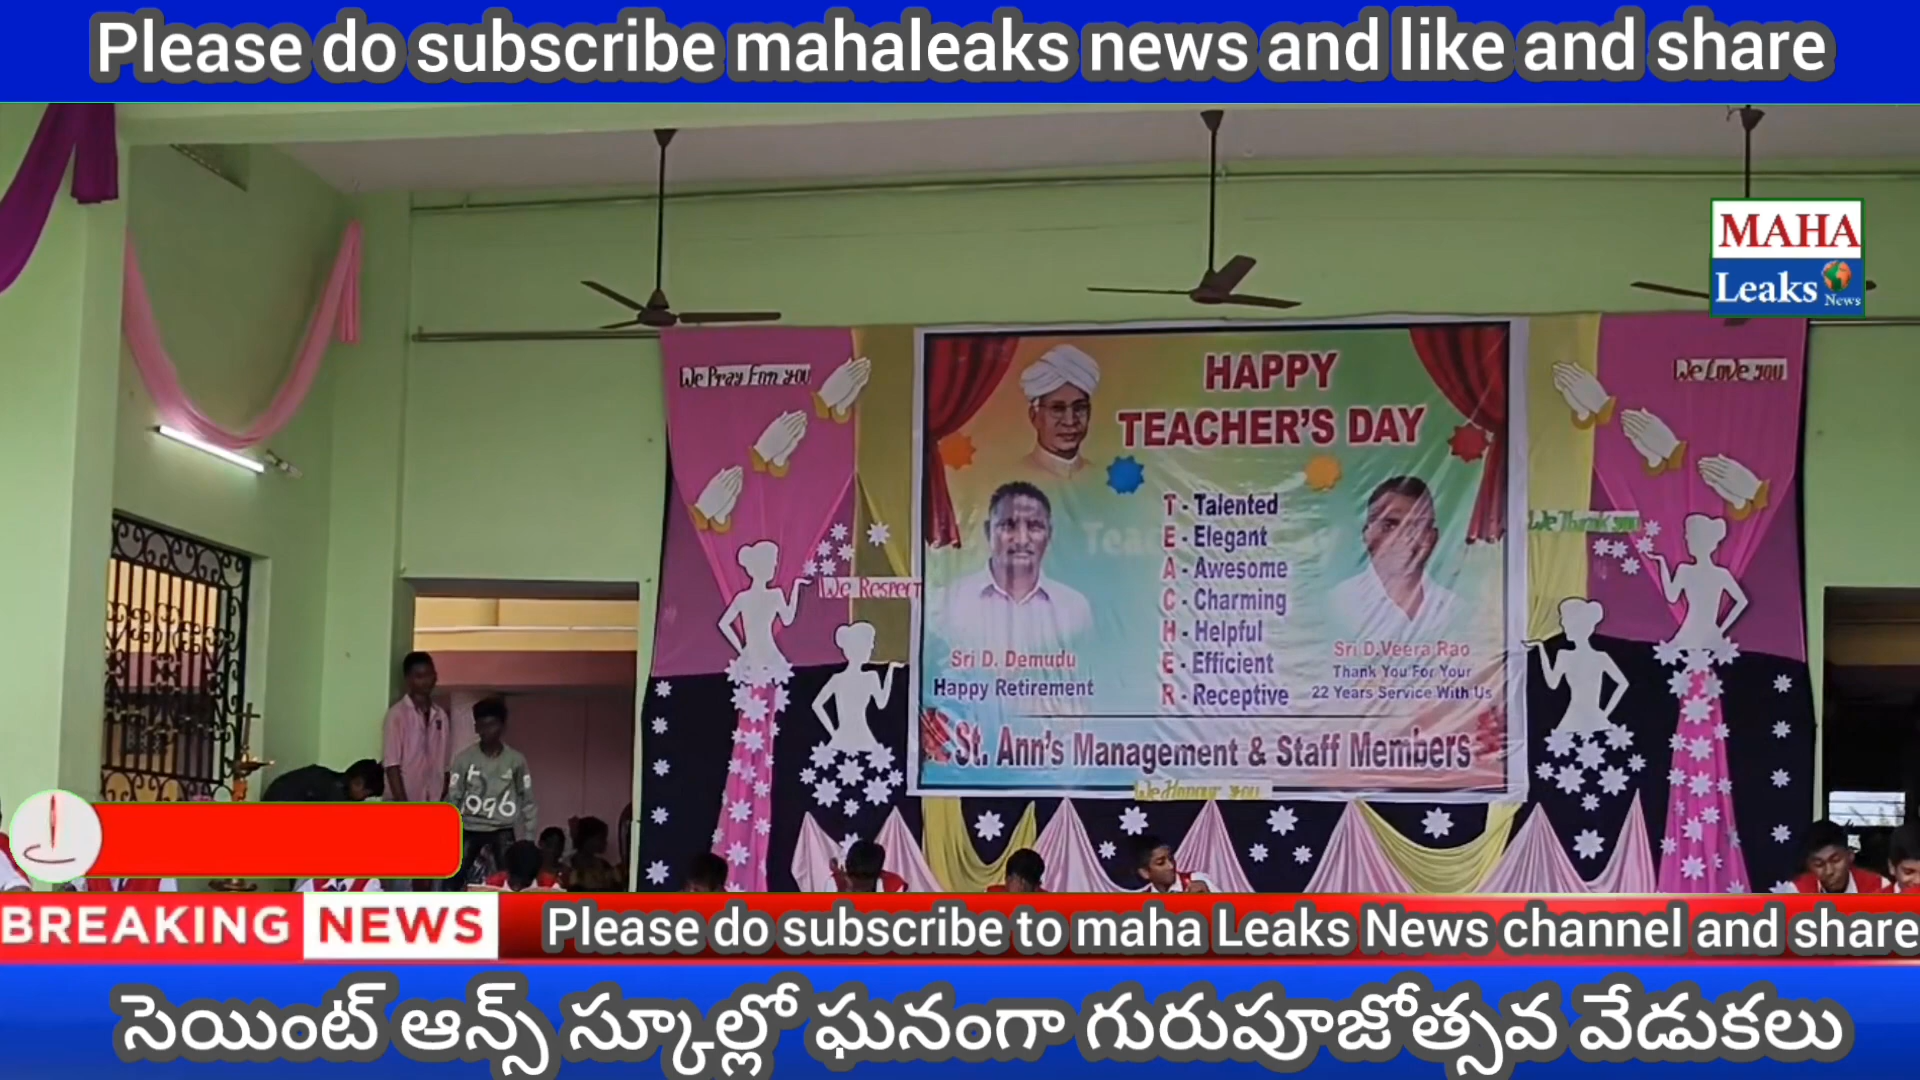 Please do subscribe mahaleaks news and like and share
MAHA
Leaks
News
We Pray For you
We Love you
HAPPY
TEACHER'S DAY
T - Talented
E - Elegant
A - Awesome
C - Charming
H - Helpful
E - Efficient
R - Receptive
We Thank you
We Respect
Sri D. Demudu
Happy Retirement
Sri D.Veera Rao
Thank You For Your
22 Years Service With Us
St. Ann's Management & Staff Members
We Honour you
996
BREAKING NEWS
Please do subscribe to maha Leaks News channel and share
సెయింట్ ఆన్స్ స్కూల్లో ఘనంగా గురుపూజోత్సవ వేడుకలు